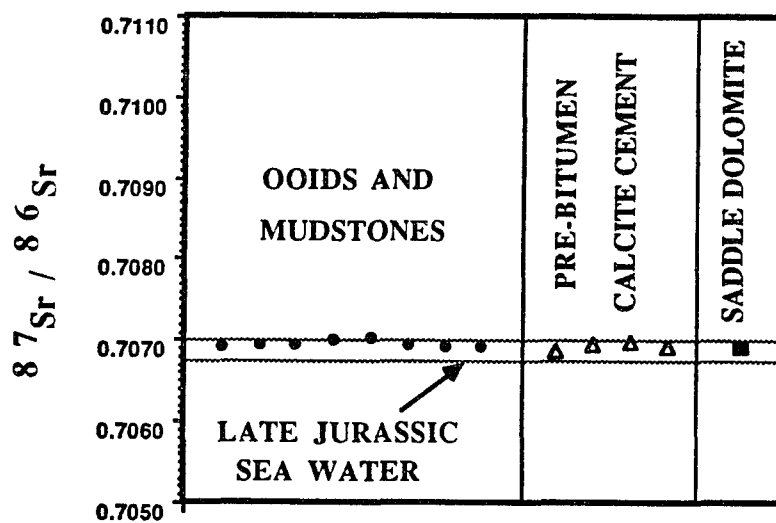 0.7110
0.7100
0.7090
0.7080
0.7070
0.7060
0.7050
87Sr / 86Sr
OOIDS AND
MUDSTONES
LATE JURASSIC
SEA WATER
PRE-BITUMEN
CALCITE CEMENT
SADDLE DOLOMITE